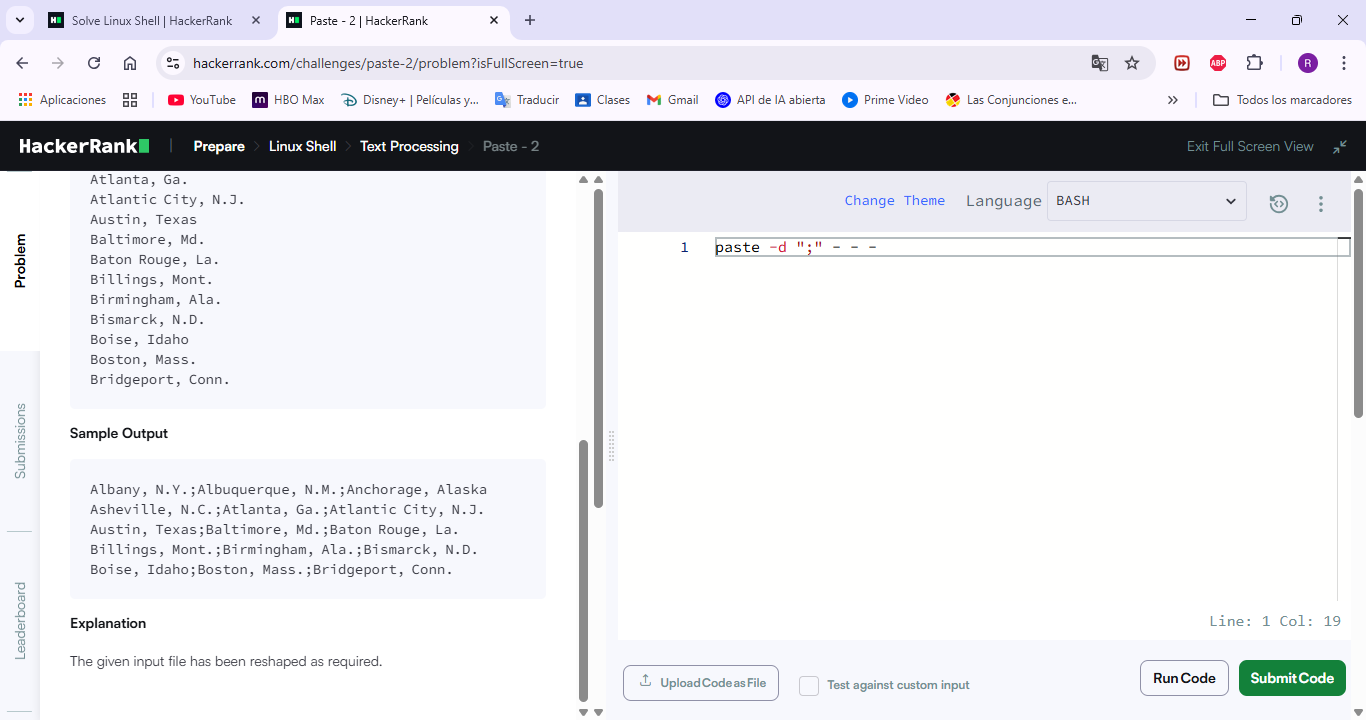 Solve Linux Shell | HackerRank
Paste - 2 | HackerRank
hackerrank.com/challenges/paste-2/problem?isFullScreen=true
ABP
R
Aplicaciones
YouTube
HBO Max
Disney+ | Películas y...
Traducir
Clases
Gmail
API de IA abierta
Prime Video
Las Conjunciones e...
Todos los marcadores
HackerRank
Prepare
Linux Shell
Text Processing
Paste - 2
Exit Full Screen View
Problem
Submissions
Leaderboard
Atlanta, Ga.
Atlantic City, N.J.
Austin, Texas
Baltimore, Md.
Baton Rouge, La.
Billings, Mont.
Birmingham, Ala.
Bismarck, N.D.
Boise, Idaho
Boston, Mass.
Bridgeport, Conn.
Sample Output
Albany, N.Y.;Albuquerque, N.M.;Anchorage, Alaska
Asheville, N.C.;Atlanta, Ga.;Atlantic City, N.J.
Austin, Texas;Baltimore, Md.;Baton Rouge, La.
Billings, Mont.;Birmingham, Ala.;Bismarck, N.D.
Boise, Idaho;Boston, Mass.;Bridgeport, Conn.
Explanation
The given input file has been reshaped as required.
Change Theme
Language
BASH
1
paste -d ";" - - -
Line: 1 Col: 19
Upload Code as File
Test against custom input
Run Code
Submit Code